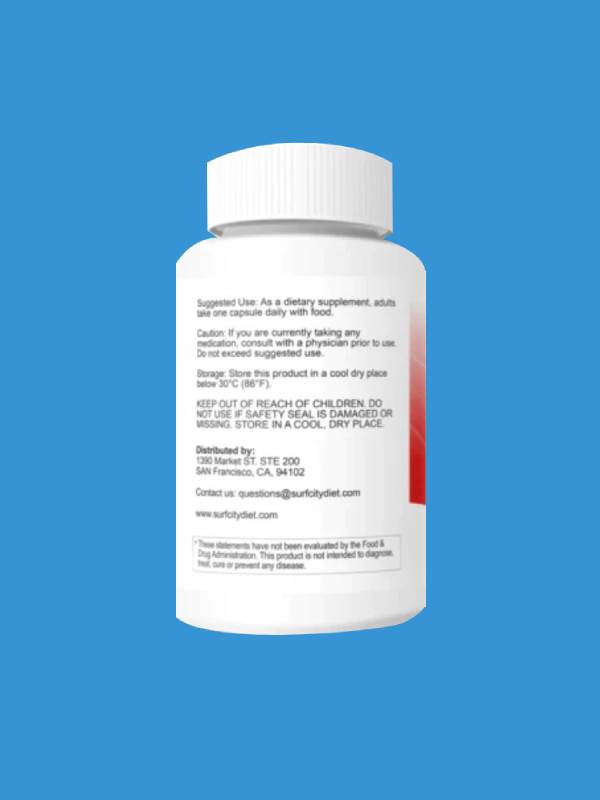 Suggested Use: As a dietary supplement, adults
take one capsule daily with food.
Caution: If you are currently taking any
medication, consult with a physician prior to use.
Do not exceed suggested use.
Storage: Store this product in a cool dry place
below 30°C (86°F).
KEEP OUT OF REACH OF CHILDREN. DO
NOT USE IF SAFETY SEAL IS DAMAGED OR
MISSING. STORE IN A COOL, DRY PLACE.
Distributed by:
1390 Market ST. STE 200
SAN Francisco, CA, 94102
Contact us: questions@surfcitydiet.com
www.surfcitydiet.com
* These statements have not been evaluated by the Food &
Drug Administration. This product is not intended to diagnose,
treat, cure or prevent any disease.